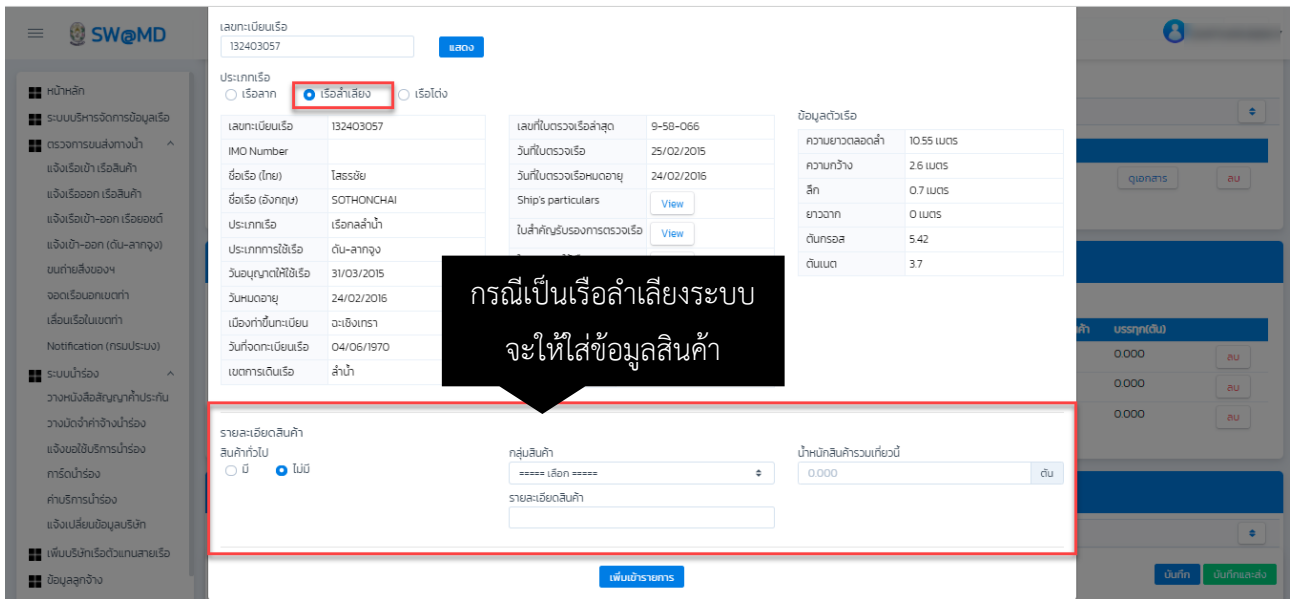 SW@MD
หน้าหลัก
ระบบบริหารจัดการข้อมูลเรือ
ตรวจการขนส่งทางน้ำ
แจ้งเรือเข้า เรือสินค้า
แจ้งเรือออก เรือสินค้า
แจ้งเรือเข้า-ออก เรือยอชต์
แจ้งเข้า-ออก (ดัน-ลากจูง)
ขนถ่ายสิ่งของฯ
จอดเรือนอกเขตท่า
เลื่อนเรือในเขตท่า
Notification (กรมประมง)
ระบบนำร่อง
วางหนังสือสัญญาค้ำประกัน
วางมัดจำค่าจ้างนำร่อง
แจ้งขอใช้บริการนำร่อง
การ์ดนำร่อง
ค่าบริการนำร่อง
แจ้งเปลี่ยนข้อมูลบริษัท
เพิ่มบริษัทเรือตัวแทนสายเรือ
ข้อมูลลูกจ้าง
เลขทะเบียนเรือ
132403057 แสดง
ประเภทเรือ
เรือลาก เรือลำเลียง เรือโต่ง
เลขทะเบียนเรือ 132403057
IMO Number
ชื่อเรือ (ไทย) โสธรชัย
ชื่อเรือ (อังกฤษ) SOTHONCHAI
ประเภทเรือ เรือกลลำน้ำ
ประเภทการใช้เรือ ดัน-ลากจูง
วันอนุญาตให้ใช้เรือ 31/03/2015
วันหมดอายุ 24/02/2016
เมืองท่าขึ้นทะเบียน ฉะเชิงเทรา
วันที่จดทะเบียนเรือ 04/06/1970
เขตการเดินเรือ ลำน้ำ
เลขที่ใบตรวจเรือล่าสุด 9-58-066
วันที่ใบตรวจเรือ 25/02/2015
วันที่ใบตรวจเรือหมดอายุ 24/02/2016
Ship's particulars View
ใบสำคัญรับรองการตรวจเรือ View
ข้อมูลตัวเรือ
ความยาวตลอดลำ 10.55 เมตร
ความกว้าง 2.6 เมตร
ลึก 0.7 เมตร
ยาวฉาก 0 เมตร
ตันกรอส 5.42
ตันเนต 3.7
กรณีเป็นเรือลำเลียงระบบ
จะให้ใส่ข้อมูลสินค้า
รายละเอียดสินค้า
สินค้าทั่วไป
มี ไม่มี
กลุ่มสินค้า
===== เลือก =====
รายละเอียดสินค้า
น้ำหนักสินค้ารวมเที่ยวนี้
0.000 ตัน
เพิ่มเข้ารายการ
ดูเอกสาร ลบ
บรรทุก(ตัน)
0.000 ลบ
0.000 ลบ
0.000 ลบ
บันทึก บันทึกและส่ง